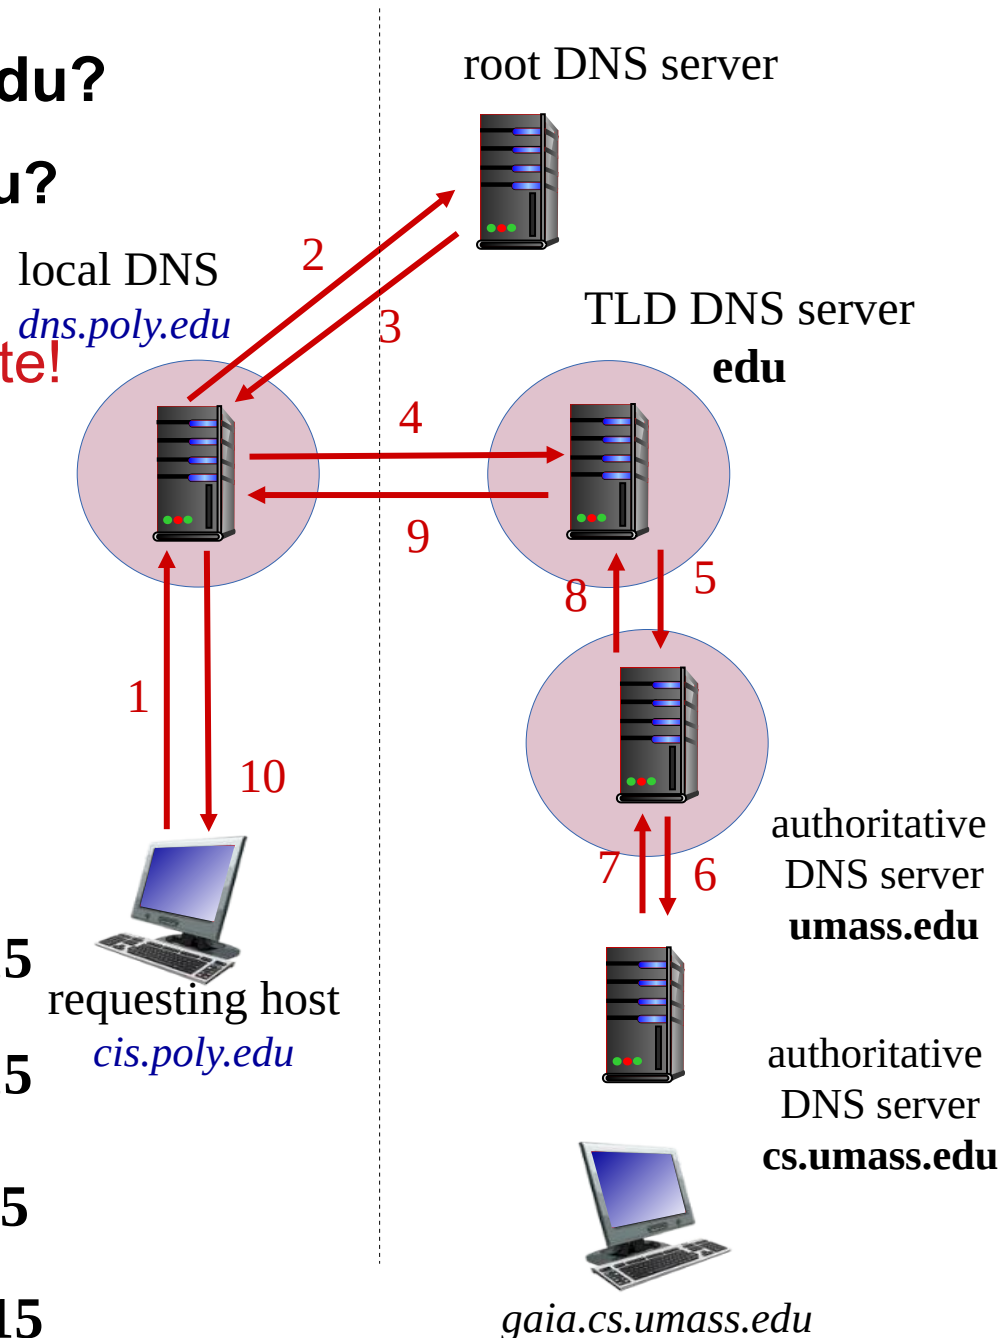 du?
u?
root DNS server
2
local DNS
dns.poly.edu
3
te!
TLD DNS server
edu
4
9
8
5
1
10
7
6
authoritative
DNS server
umass.edu
15
requesting host
cis.poly.edu
15
authoritative
DNS server
cs.umass.edu
5
15
gaia.cs.umass.edu